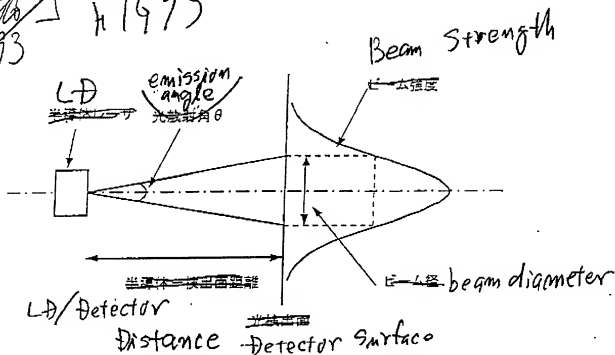 93
Beam Strength
ビーム強度
LD
半導体レーザ
emission
angle
光放射角θ
半導体–検出面距離
ビーム径 beam diameter
LD/Detector
Distance
光検出面
Detector Surface